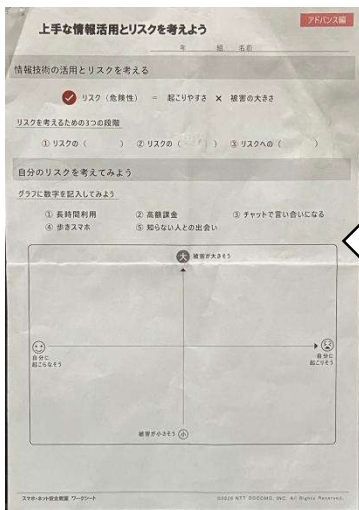 アドバンス編
上手な情報活用とリスクを考えよう
年 組 名前
情報技術の活用とリスクを考える
リスク(危険性) = 起こりやすさ × 被害の大きさ
リスクを考えるための3つの段階
① リスクの( ) ② リスクの( ) ③ リスクへの( )
自分のリスクを考えてみよう
グラフに数字を記入してみよう
① 長時間利用 ② 高額課金 ③ チャットで言い合いになる
④ 歩きスマホ ⑤ 知らない人との出会い
大 被害が大きそう
自分に
起こらなそう
自分に
起こりそう
被害が小さそう 小
スマホ・ネット安全教室 ワークシート
©2024 NTT DOCOMO, INC. All Rights Reserved.